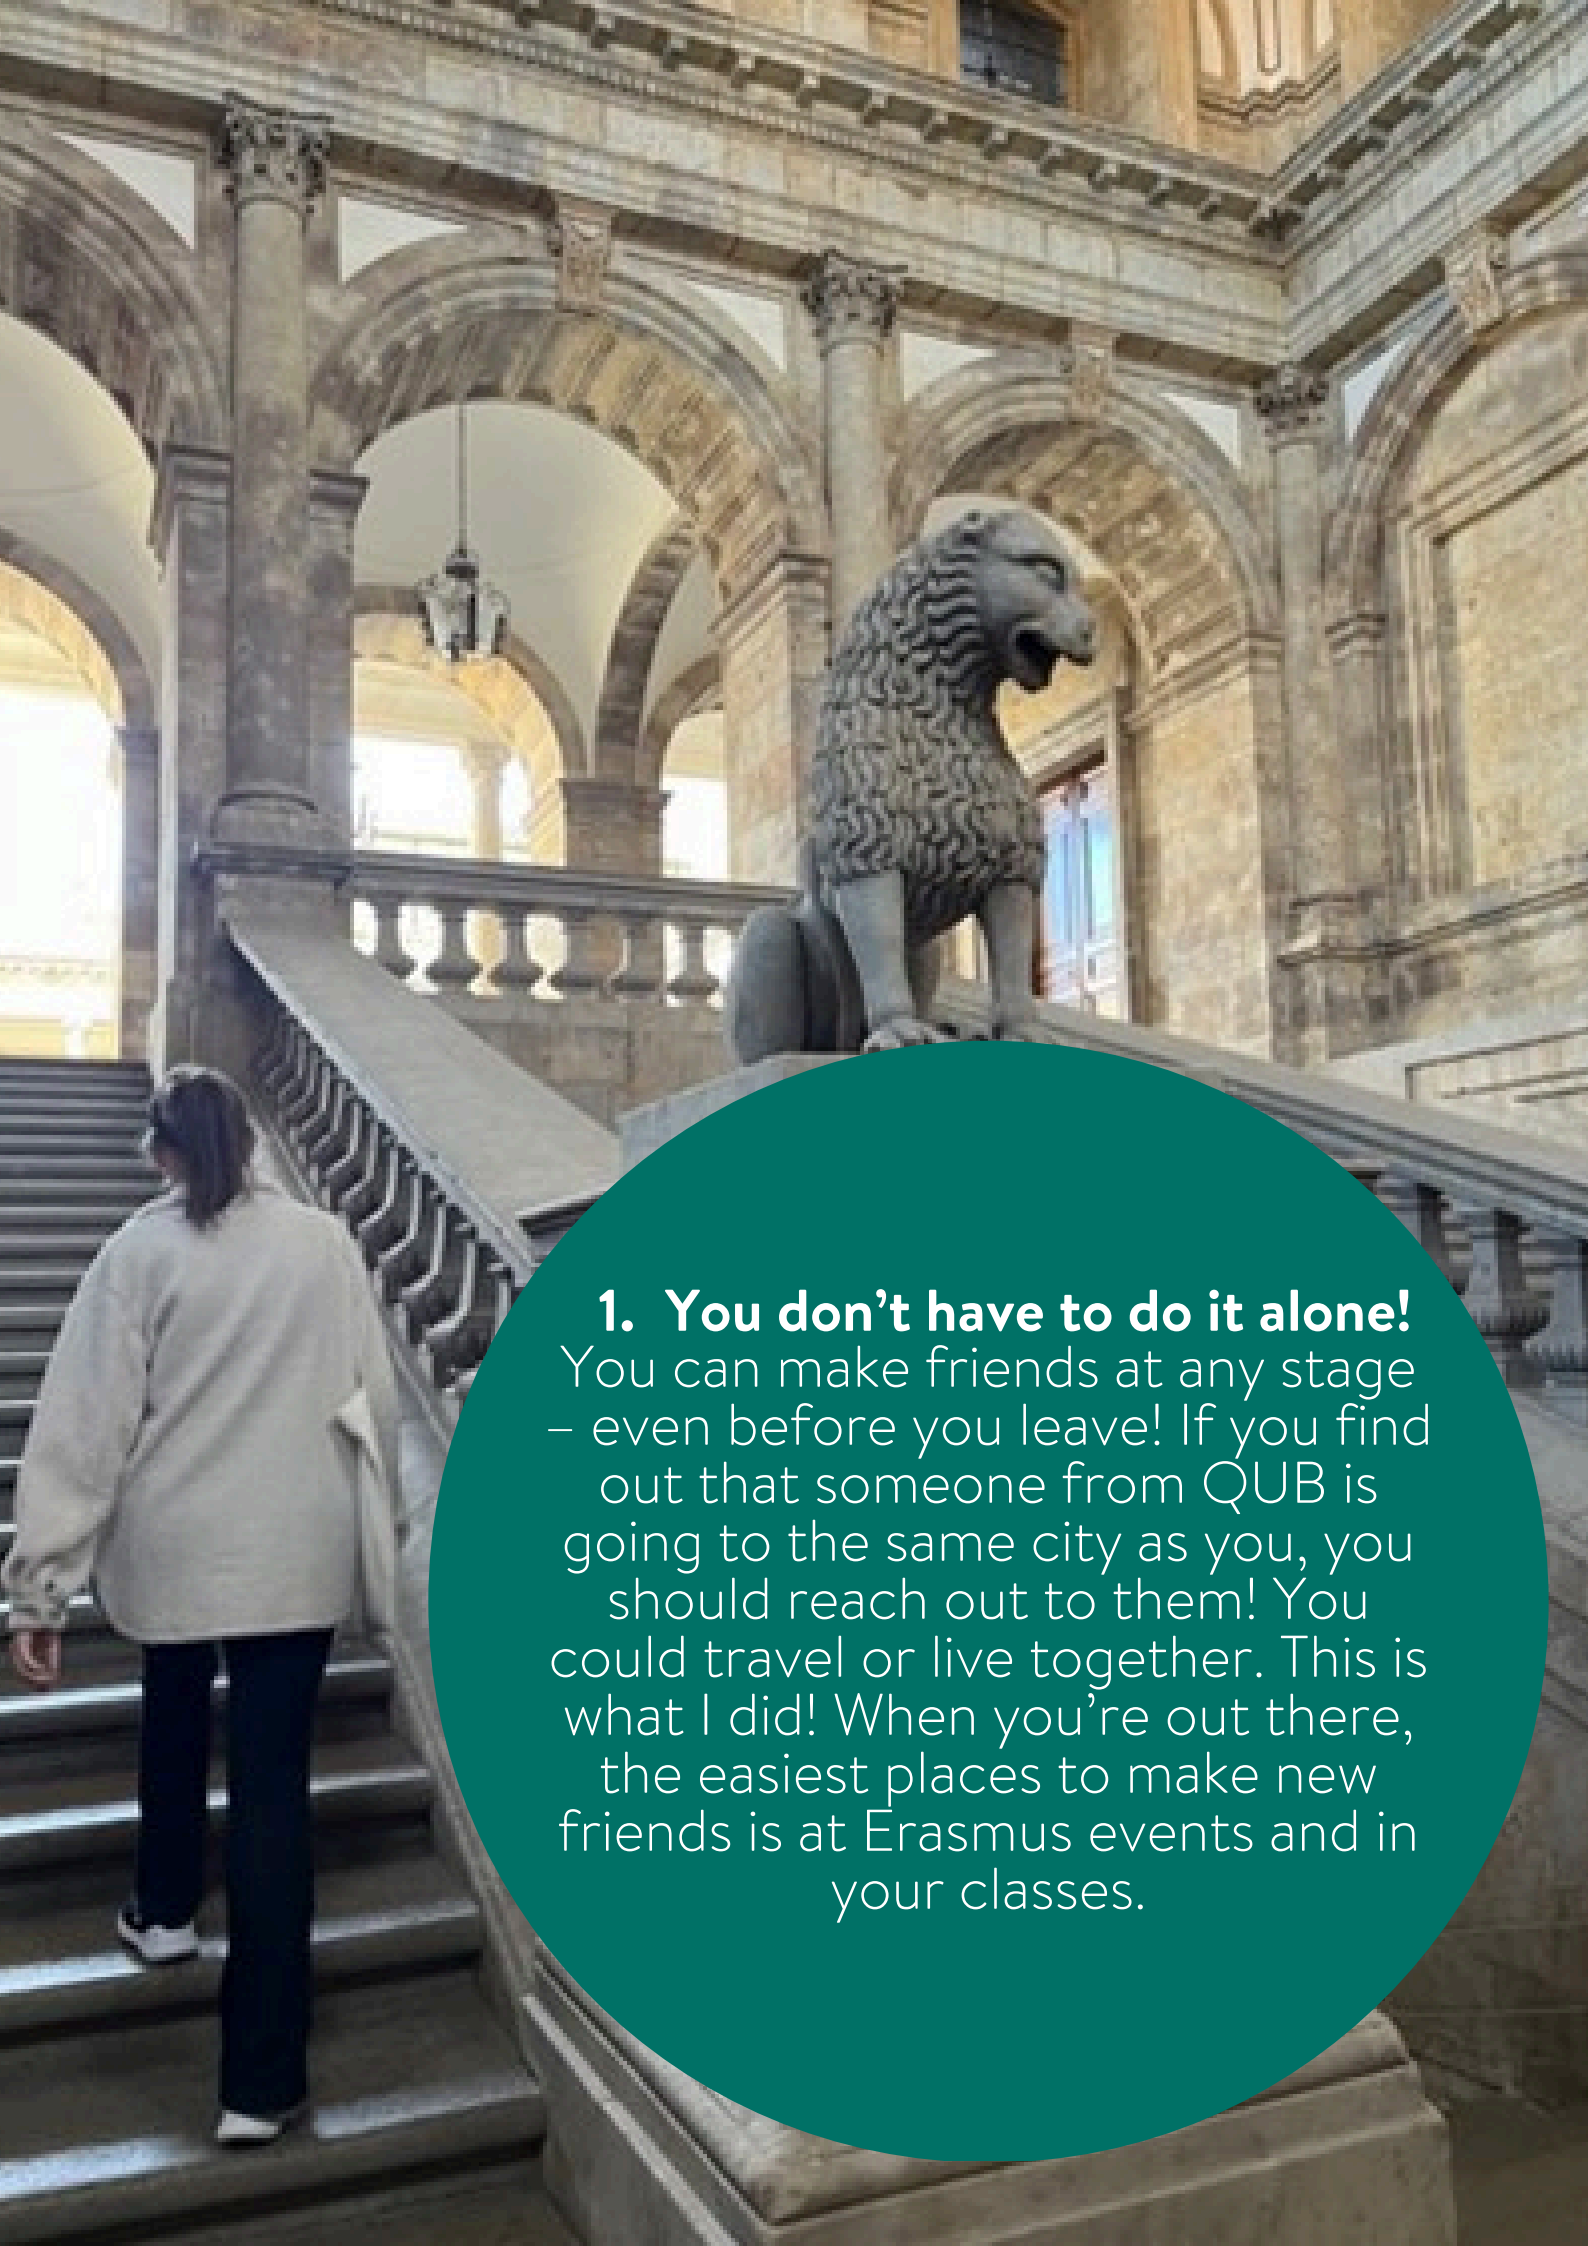 1. You don’t have to do it alone!
You can make friends at any stage
– even before you leave! If you find
out that someone from QUB is
going to the same city as you, you
should reach out to them! You
could travel or live together. This is
what I did! When you’re out there,
the easiest places to make new
friends is at Erasmus events and in
your classes.